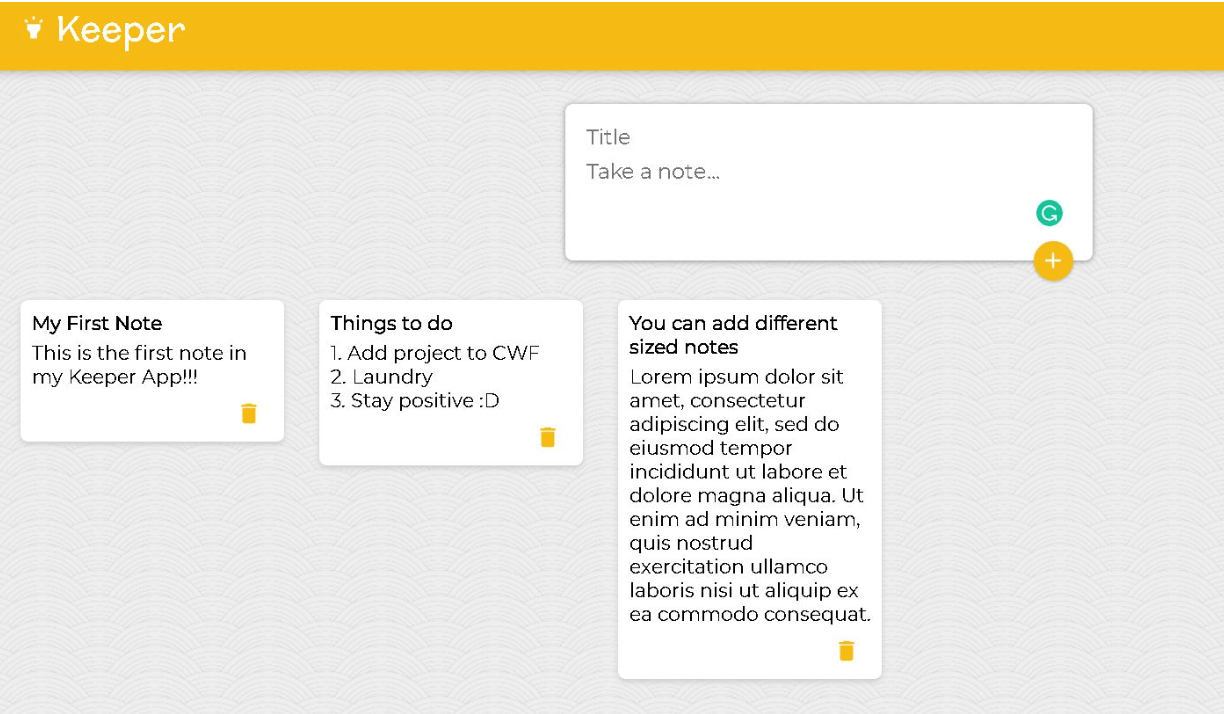 Keeper
Title
Take a note...
My First Note
This is the first note in
my Keeper App!!!
Things to do
1. Add project to CWF
2. Laundry
3. Stay positive :D
You can add different
sized notes
Lorem ipsum dolor sit
amet, consectetur
adipiscing elit, sed do
eiusmod tempor
incididunt ut labore et
dolore magna aliqua. Ut
enim ad minim veniam,
quis nostrud
exercitation ullamco
laboris nisi ut aliquip ex
ea commodo consequat.